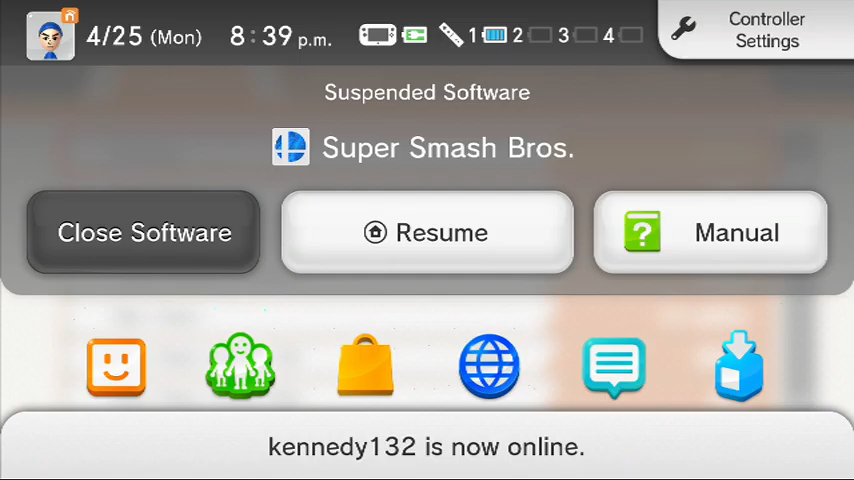 4/25 (Mon) 8:39 p.m. 1 2 3 4
Controller
Settings
Suspended Software
Super Smash Bros.
Close Software
Resume
? Manual
kennedy132 is now online.